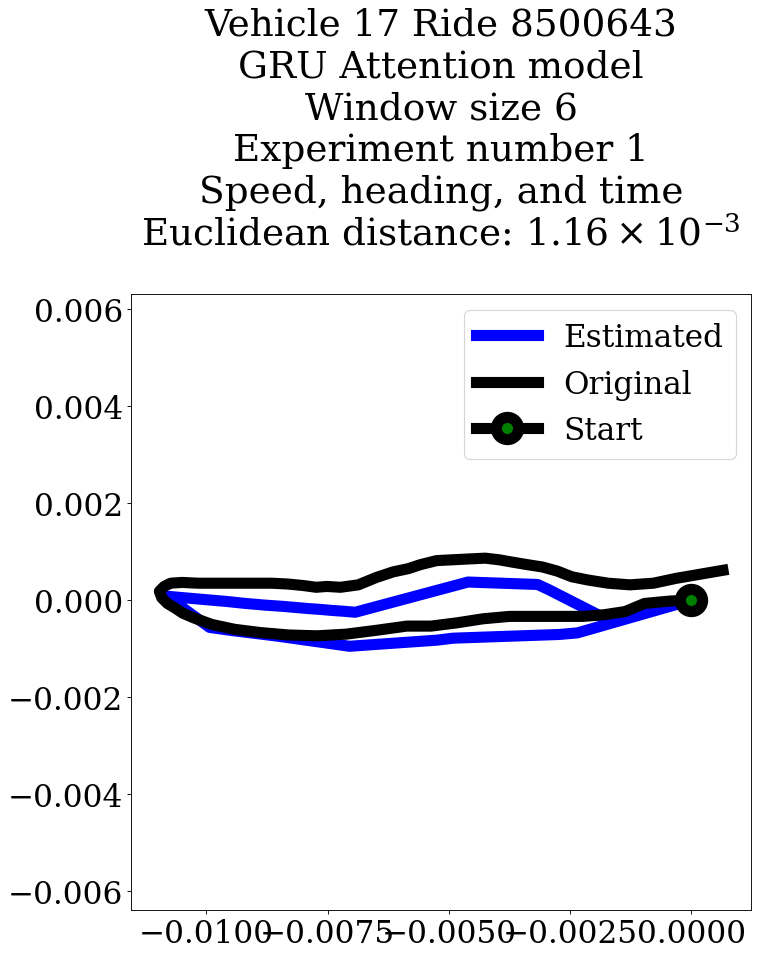 Vehicle 17 Ride 8500643
GRU Attention model
Window size 6
Experiment number 1
Speed, heading, and time
Euclidean distance: 1.16 × 10⁻³
Estimated
Original
Start
0.006
0.004
0.002
0.000
−0.002
−0.004
−0.006
−0.0100 −0.0075 −0.0050 −0.0025 0.0000